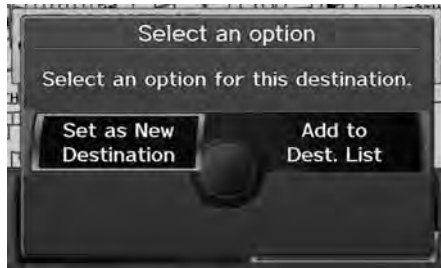 Select an option
Select an option for this destination.
Set as New
Destination
Add to
Dest. List